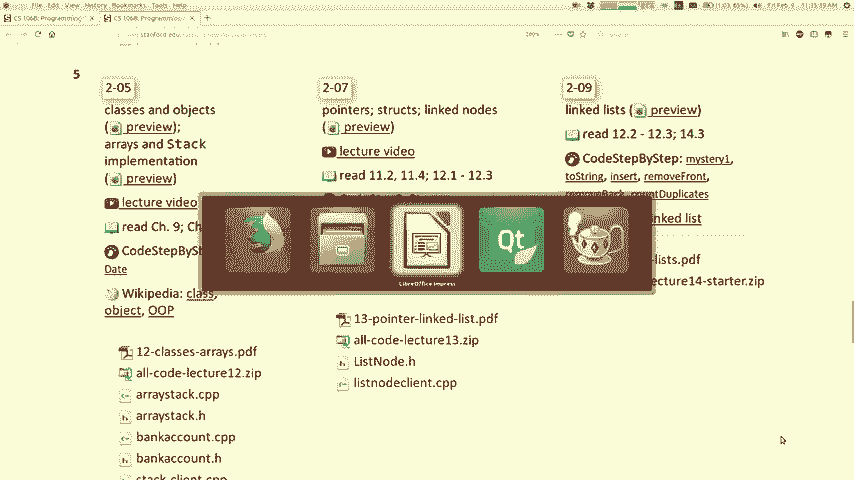 File Edit View History Bookmarks Tools Help
CS 106B: Programming
CS 106B: Programming
5
2-05
classes and objects
( preview);
arrays and Stack
implementation
( preview)
lecture video
read Ch. 9; Ch
CodeStepBySt
Date
Wikipedia: class,
object, OOP
12-classes-arrays.pdf
all-code-lecture12.zip
arraystack.cpp
arraystack.h
bankaccount.cpp
bankaccount.h
stack-client.cpp
2-07
pointers; structs; linked nodes
( preview)
lecture video
read 11.2, 11.4; 12.1 - 12.3
13-pointer-linked-list.pdf
all-code-lecture13.zip
ListNode.h
listnodeclient.cpp
2-09
linked lists ( preview)
read 12.2 - 12.3; 14.3
CodeStepByStep: mystery1,
toString, insert, removeFront,
removeBack, countDuplicates
inked list
-lists.pdf
ecture14-starter.zip
Qt
LibreOffice Impress